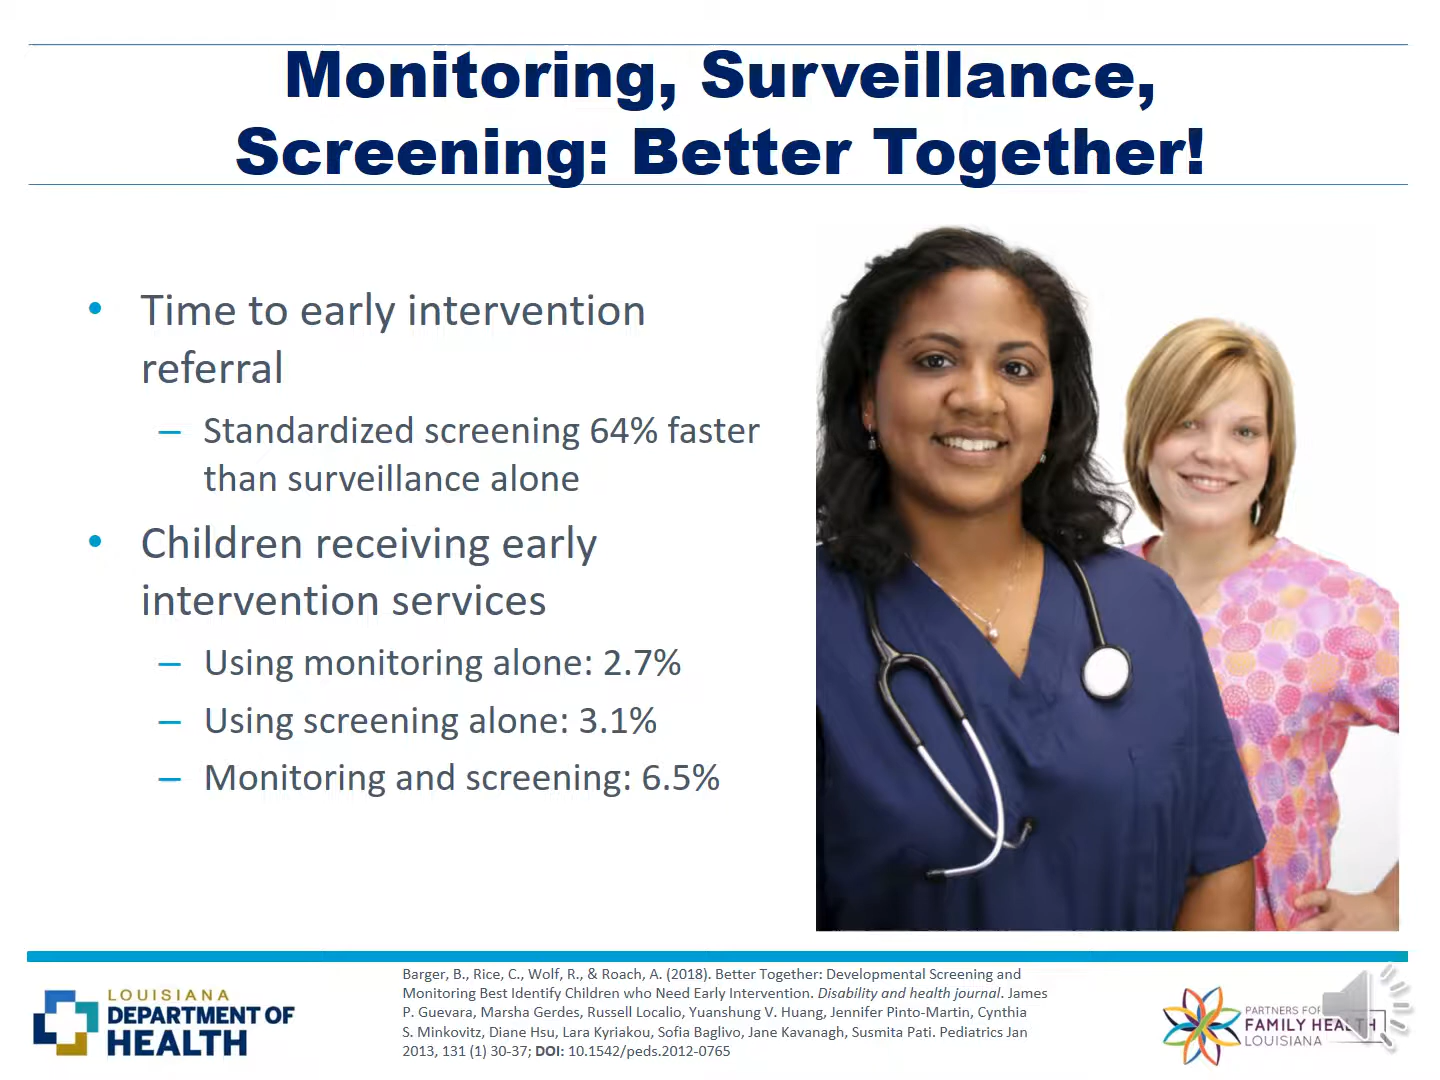 Monitoring, Surveillance,
Screening: Better Together!
• Time to early intervention
referral
– Standardized screening 64% faster
than surveillance alone
• Children receiving early
intervention services
– Using monitoring alone: 2.7%
– Using screening alone: 3.1%
– Monitoring and screening: 6.5%
LOUISIANA
DEPARTMENT OF
HEALTH
Barger, B., Rice, C., Wolf, R., & Roach, A. (2018). Better Together: Developmental Screening and
Monitoring Best Identify Children who Need Early Intervention. Disability and health journal. James
P. Guevara, Marsha Gerdes, Russell Localio, Yuanshung V. Huang, Jennifer Pinto-Martin, Cynthia
S. Minkovitz, Diane Hsu, Lara Kyriakou, Sofia Baglivo, Jane Kavanagh, Susmita Pati. Pediatrics Jan
2013, 131 (1) 30-37; DOI: 10.1542/peds.2012-0765
PARTNERS FOR
FAMILY HEALTH
LOUISIANA